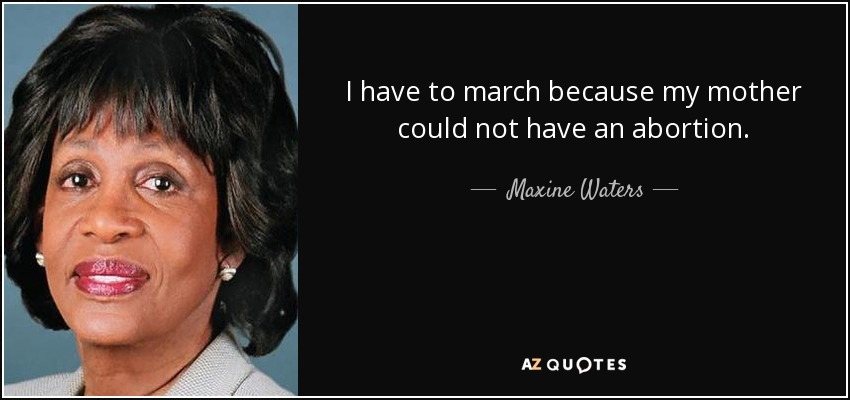 I have to march because my mother
could not have an abortion.
— Maxine Waters —
AZ QUOTES